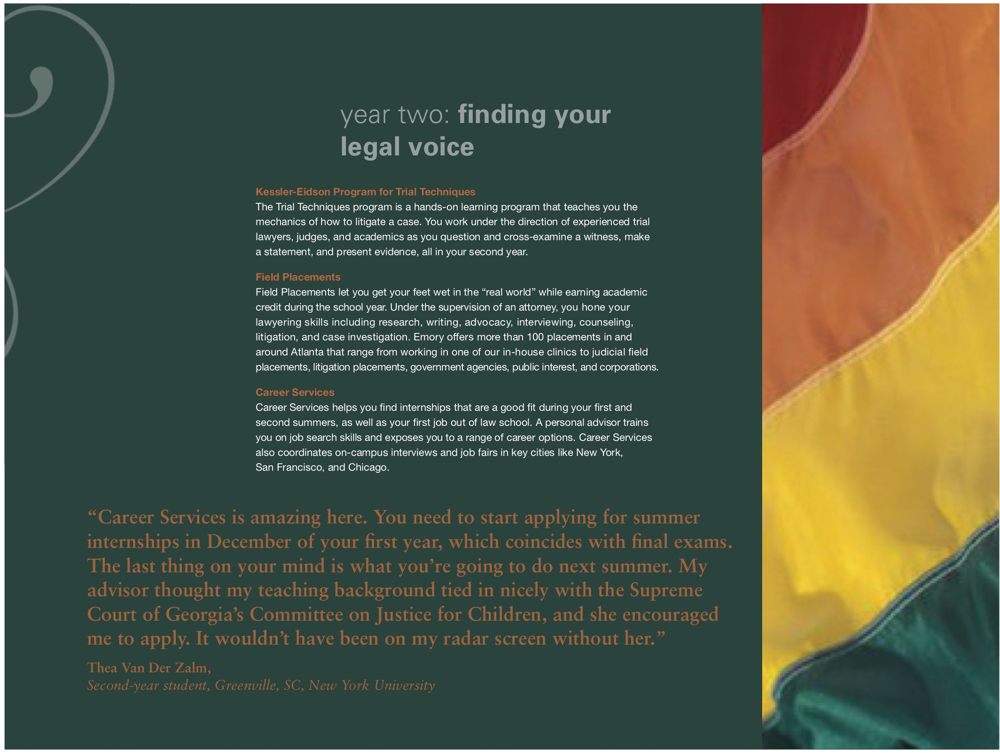 year two: finding your
legal voice
Kessler-Eidson Program for Trial Techniques
The Trial Techniques program is a hands-on learning program that teaches you the
mechanics of how to litigate a case. You work under the direction of experienced trial
lawyers, judges, and academics as you question and cross-examine a witness, make
a statement, and present evidence, all in your second year.
Field Placements
Field Placements let you get your feet wet in the “real world” while earning academic
credit during the school year. Under the supervision of an attorney, you hone your
lawyering skills including research, writing, advocacy, interviewing, counseling,
litigation, and case investigation. Emory offers more than 100 placements in and
around Atlanta that range from working in one of our in-house clinics to judicial field
placements, litigation placements, government agencies, public interest, and corporations.
Career Services
Career Services helps you find internships that are a good fit during your first and
second summers, as well as your first job out of law school. A personal advisor trains
you on job search skills and exposes you to a range of career options. Career Services
also coordinates on-campus interviews and job fairs in key cities like New York,
San Francisco, and Chicago.
“Career Services is amazing here. You need to start applying for summer
internships in December of your first year, which coincides with final exams.
The last thing on your mind is what you’re going to do next summer. My
advisor thought my teaching background tied in nicely with the Supreme
Court of Georgia’s Committee on Justice for Children, and she encouraged
me to apply. It wouldn’t have been on my radar screen without her.”
Thea Van Der Zalm,
Second-year student, Greenville, SC, New York University